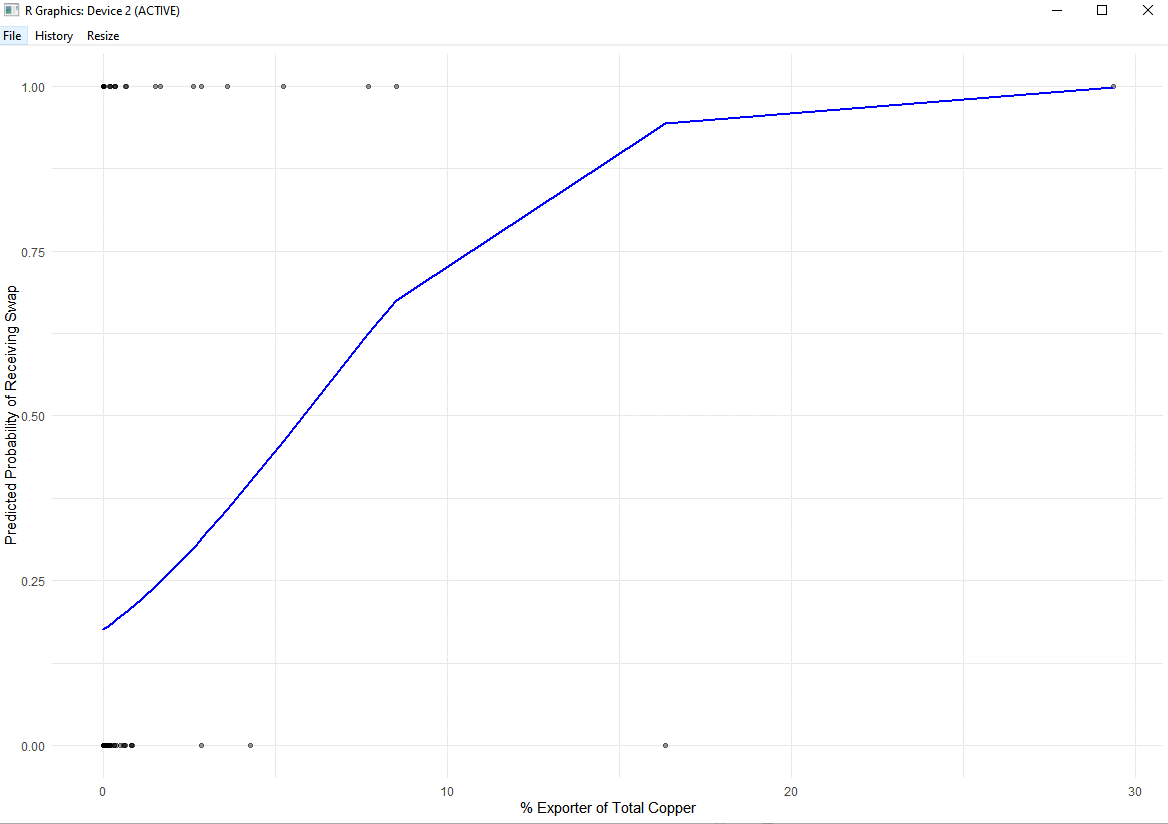 R Graphics: Device 2 (ACTIVE)
File History Resize
Predicted Probability of Receiving Swap
1.00
0.75
0.50
0.25
0.00
0 10 20 30
% Exporter of Total Copper